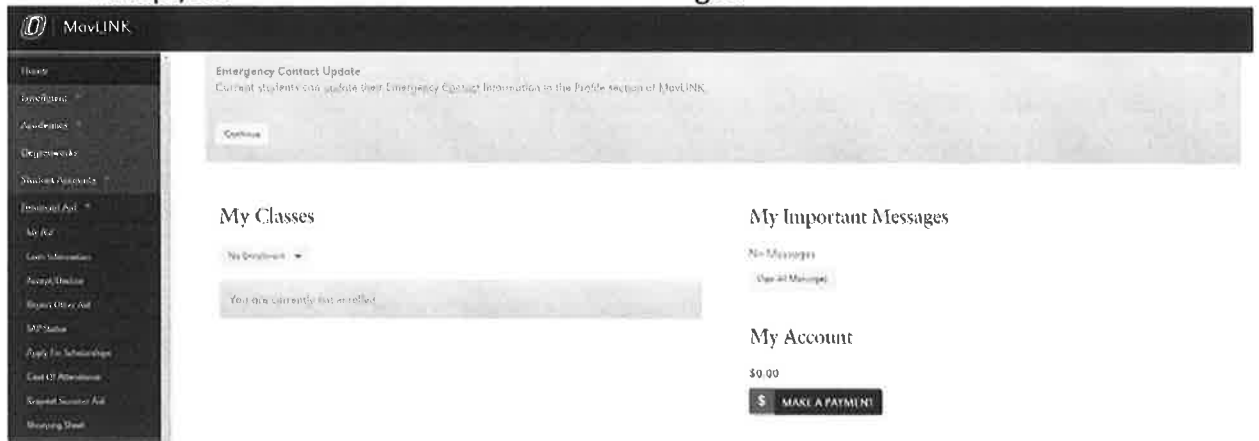 MavLINK
Home
Enrollment
Academics
Degreeworks
Student Accounts
Financial Aid
My Aid
Accept/Decline
Report Other Aid
SAP Status
Apply For Scholarships
Cost Of Attendance
Request Summer Aid
Shopping Sheet
Emergency Contact Update
Current students can update their Emergency Contact Information in the Profile section of MavLINK.
Continue
My Classes
No Enrollment
You are currently not enrolled
My Important Messages
No Messages
View All Messages
My Account
$0.00
$ MAKE A PAYMENT